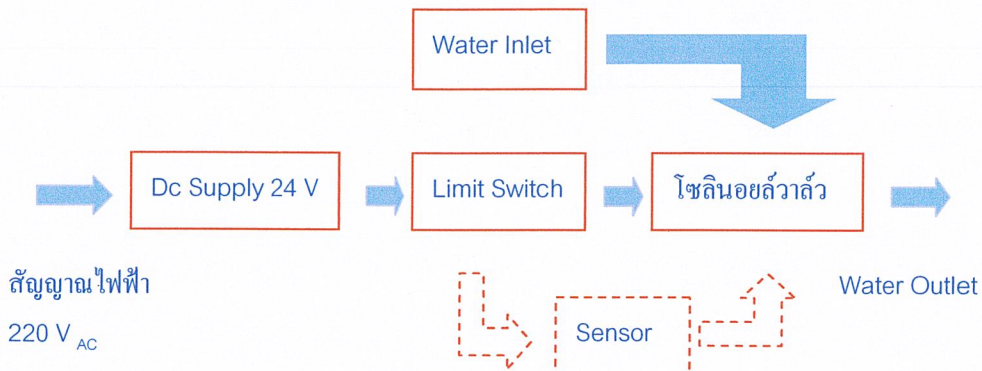 Water Inlet
Dc Supply 24 V
Limit Switch
โซลินอยล์วาล์ว
สัญญาณไฟฟ้า
220 V AC
Water Outlet
Sensor